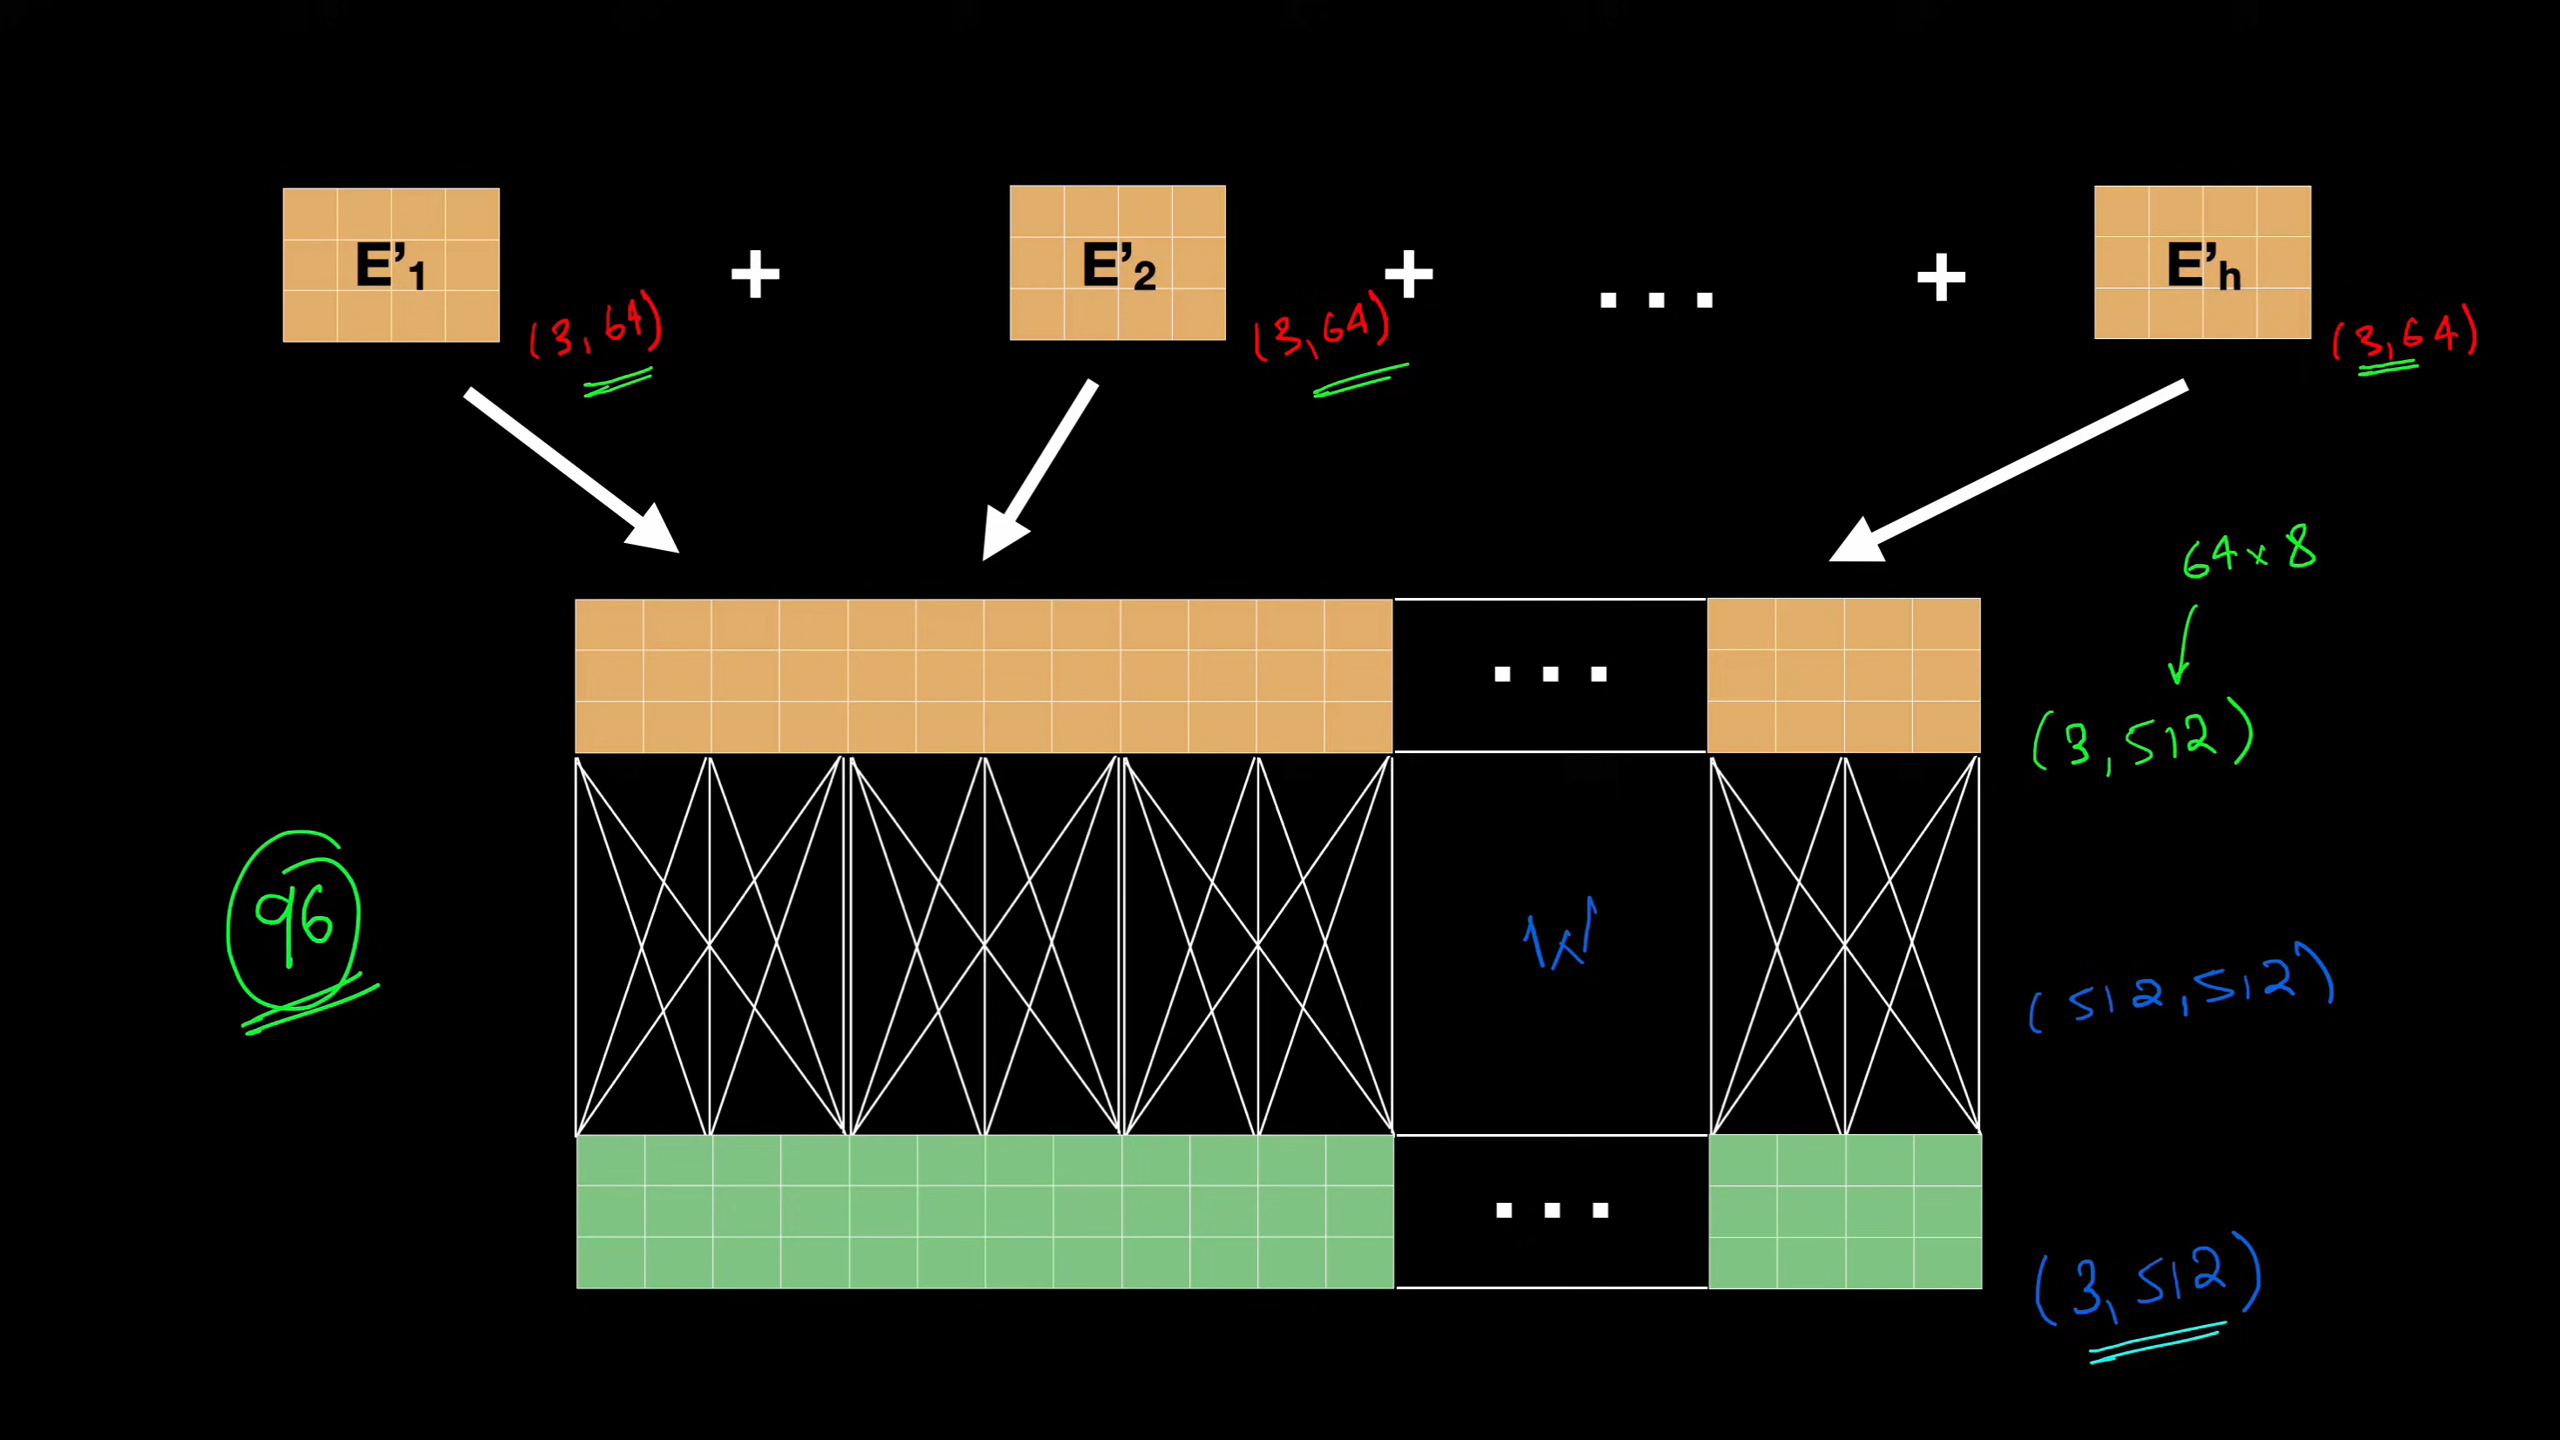 E’1 + E’2 + ... + E’h
(3,64) (3,64) (3,64)
64 x 8
...
(3,512)
96
W
(512,512)
...
(3,512)